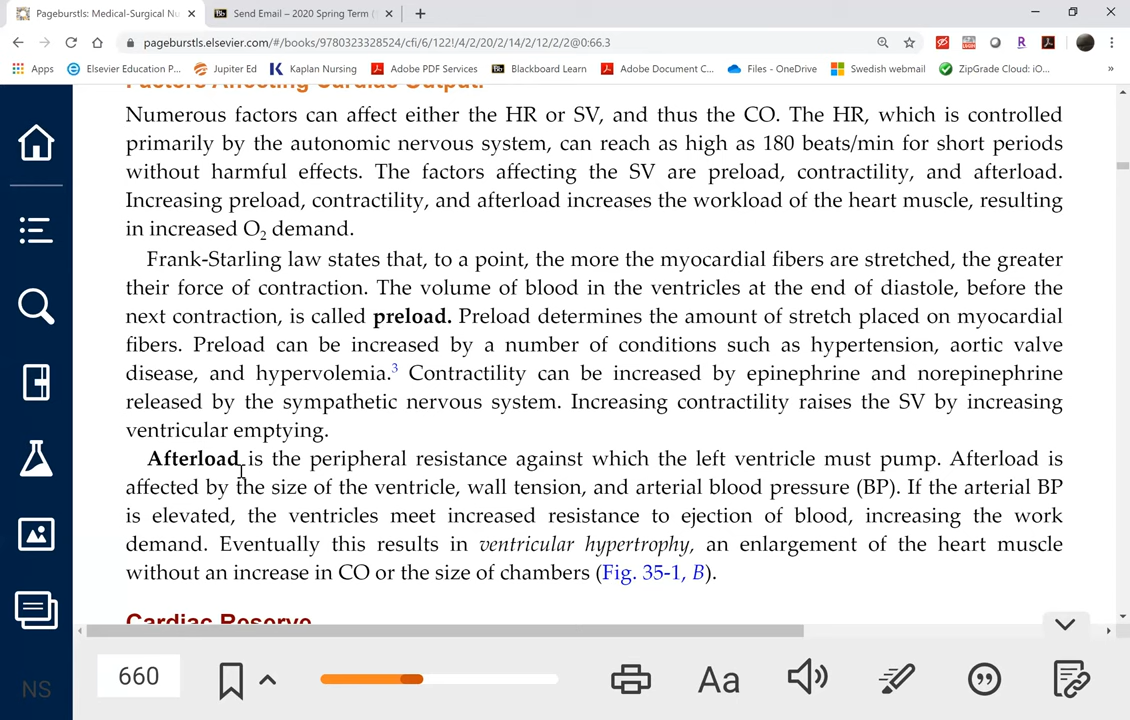 Pageburstls: Medical-Surgical Nu
Send Email – 2020 Spring Term (
pageburstls.elsevier.com/#/books/9780323328524/cfi/6/122!/4/2/20/2/14/2/12/2/2@0:66.3
Apps
Elsevier Education P...
Jupiter Ed
Kaplan Nursing
Adobe PDF Services
Blackboard Learn
Adobe Document C...
Files - OneDrive
Swedish webmail
ZipGrade Cloud: iO...
»
Factors Affecting Cardiac Output.
Numerous factors can affect either the HR or SV, and thus the CO. The HR, which is controlled
primarily by the autonomic nervous system, can reach as high as 180 beats/min for short periods
without harmful effects. The factors affecting the SV are preload, contractility, and afterload.
Increasing preload, contractility, and afterload increases the workload of the heart muscle, resulting
in increased O2 demand.
Frank-Starling law states that, to a point, the more the myocardial fibers are stretched, the greater
their force of contraction. The volume of blood in the ventricles at the end of diastole, before the
next contraction, is called preload. Preload determines the amount of stretch placed on myocardial
fibers. Preload can be increased by a number of conditions such as hypertension, aortic valve
disease, and hypervolemia.3 Contractility can be increased by epinephrine and norepinephrine
released by the sympathetic nervous system. Increasing contractility raises the SV by increasing
ventricular emptying.
Afterload is the peripheral resistance against which the left ventricle must pump. Afterload is
affected by the size of the ventricle, wall tension, and arterial blood pressure (BP). If the arterial BP
is elevated, the ventricles meet increased resistance to ejection of blood, increasing the work
demand. Eventually this results in ventricular hypertrophy, an enlargement of the heart muscle
without an increase in CO or the size of chambers (Fig. 35-1, B).
Cardiac Reserve
660
Aa
NS